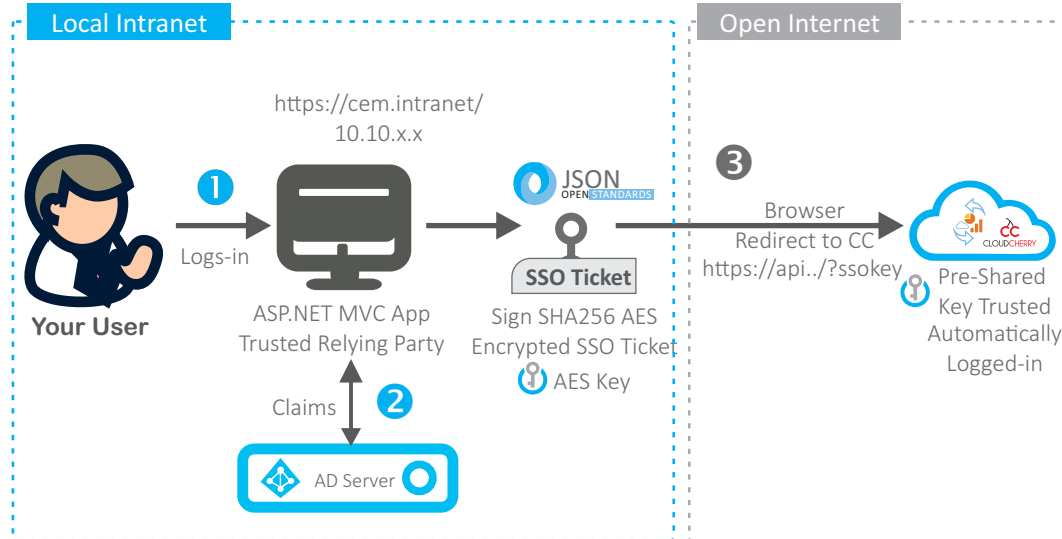 Local Intranet
Open Internet
https://cem.intranet/
10.10.x.x
1
Logs-in
Your User
ASP.NET MVC App
Trusted Relying Party
Claims
2
AD Server
JSON
OPEN STANDARDS
SSO Ticket
Sign SHA256 AES
Encrypted SSO Ticket
AES Key
3
Browser
Redirect to CC
https://api../?ssokey
CC
CLOUDCHERRY
Pre-Shared
Key Trusted
Automatically
Logged-in